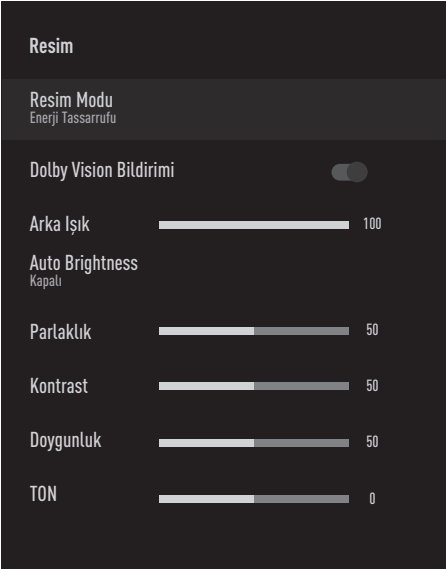 Resim
Resim Modu
Enerji Tassarrufu
Dolby Vision Bildirimi
Arka Işık 100
Auto Brightness
Kapalı
Parlaklık 50
Kontrast 50
Doygunluk 50
TON 0